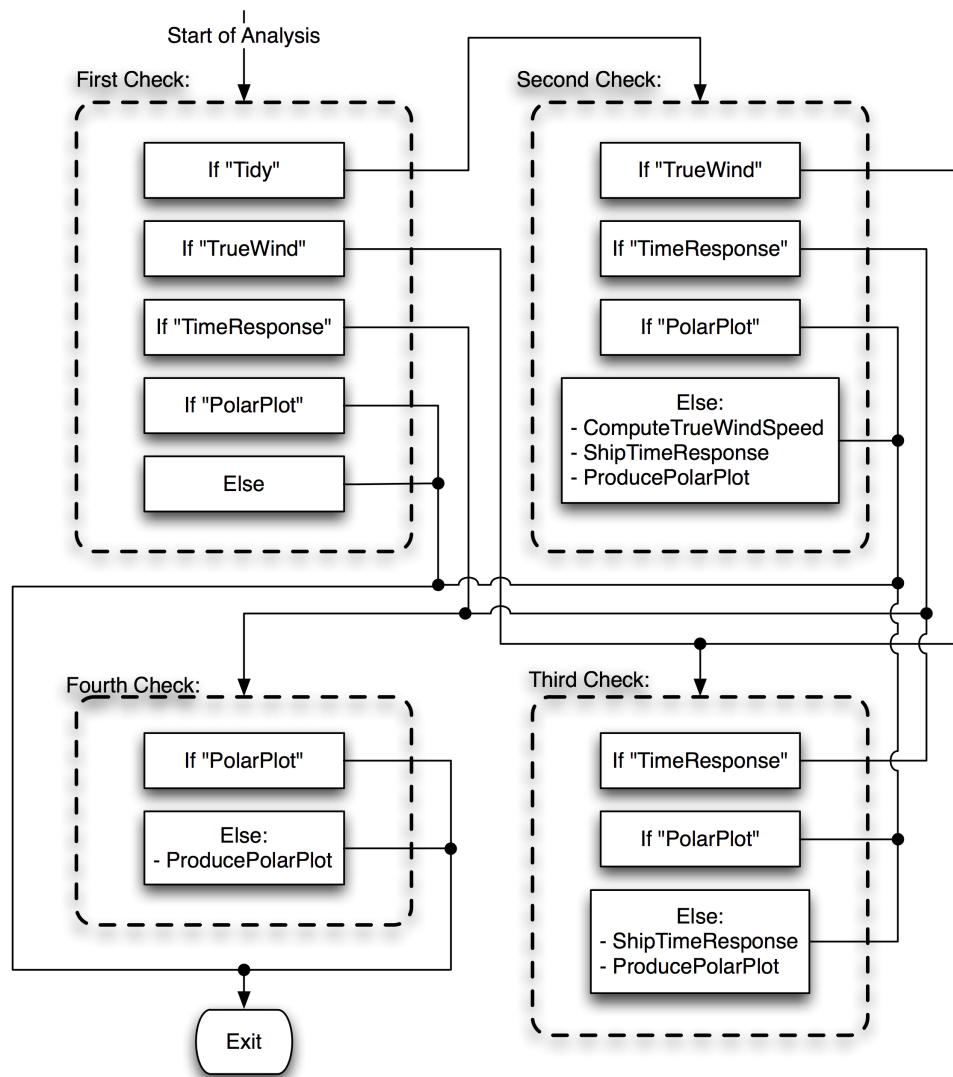 Start of Analysis
First Check:
If "Tidy"
If "TrueWind"
If "TimeResponse"
If "PolarPlot"
Else
Second Check:
If "TrueWind"
If "TimeResponse"
If "PolarPlot"
Else:
- ComputeTrueWindSpeed
- ShipTimeResponse
- ProducePolarPlot
Fourth Check:
If "PolarPlot"
Else:
- ProducePolarPlot
Third Check:
If "TimeResponse"
If "PolarPlot"
Else:
- ShipTimeResponse
- ProducePolarPlot
Exit